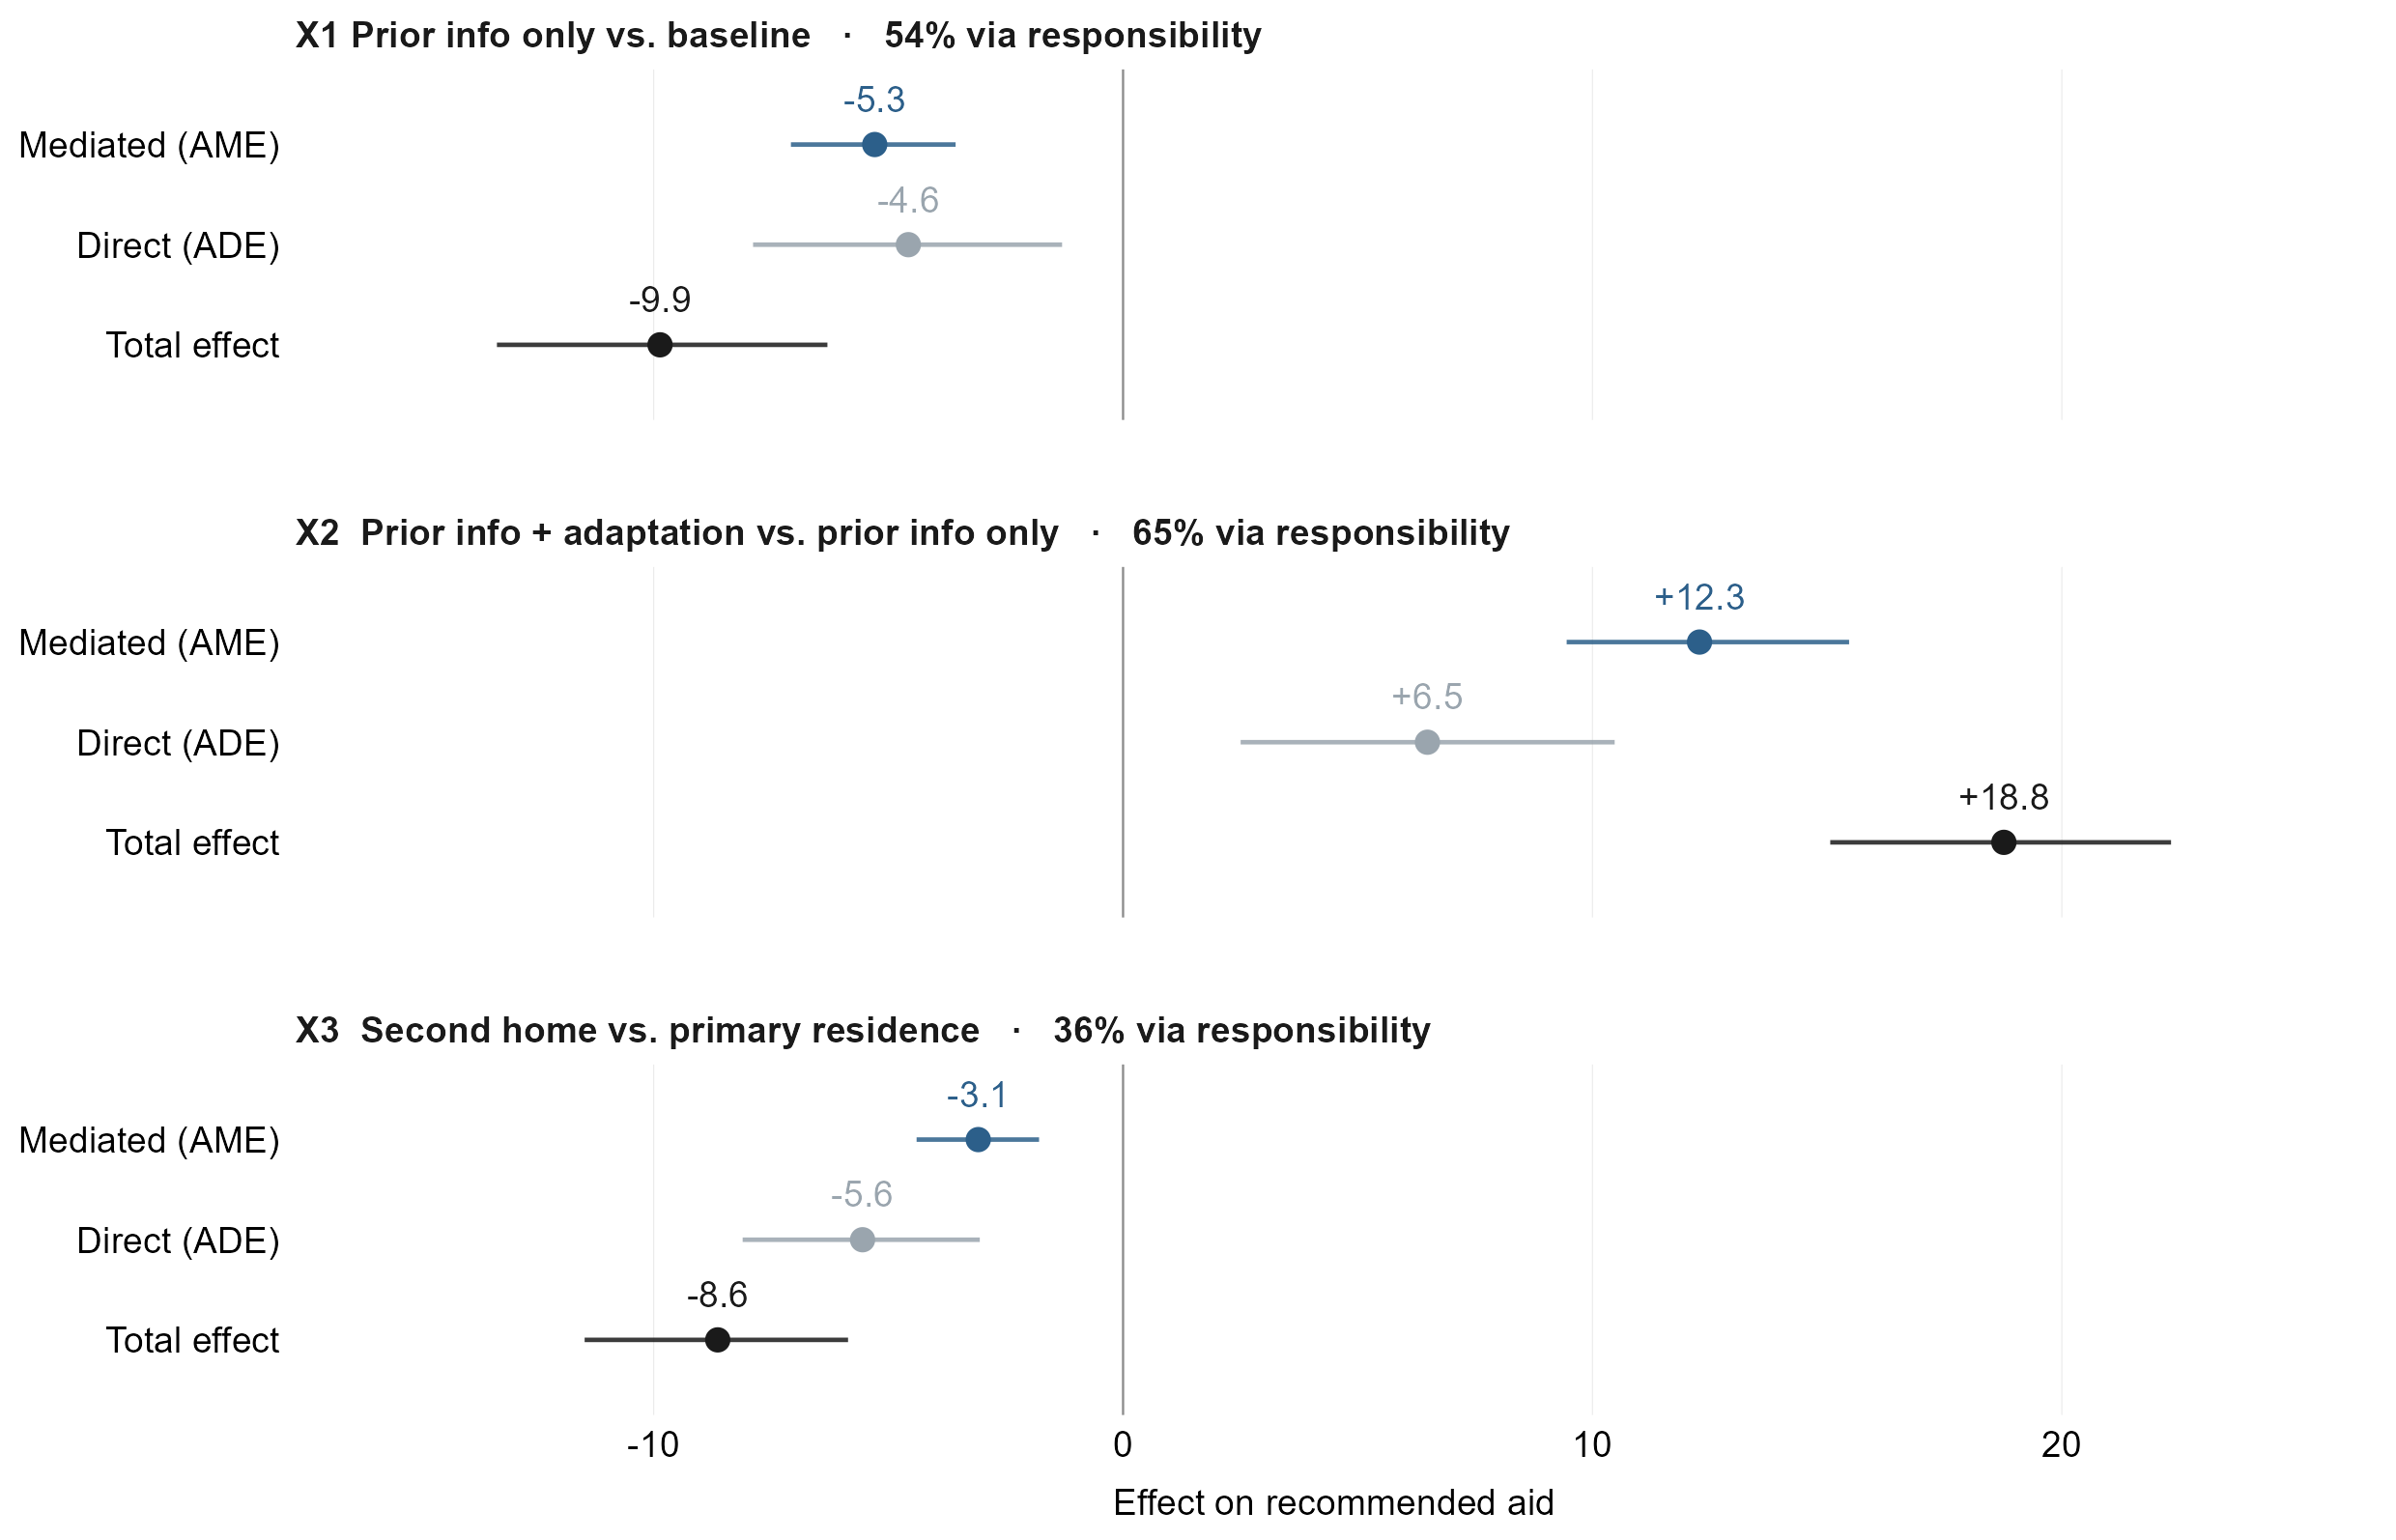 X1 Prior info only vs. baseline · 54% via responsibility
-5.3
Mediated (AME)
-4.6
Direct (ADE)
-9.9
Total effect
X2 Prior info + adaptation vs. prior info only · 65% via responsibility
+12.3
Mediated (AME)
+6.5
Direct (ADE)
+18.8
Total effect
X3 Second home vs. primary residence · 36% via responsibility
-3.1
Mediated (AME)
-5.6
Direct (ADE)
-8.6
Total effect
-10 0 10 20
Effect on recommended aid